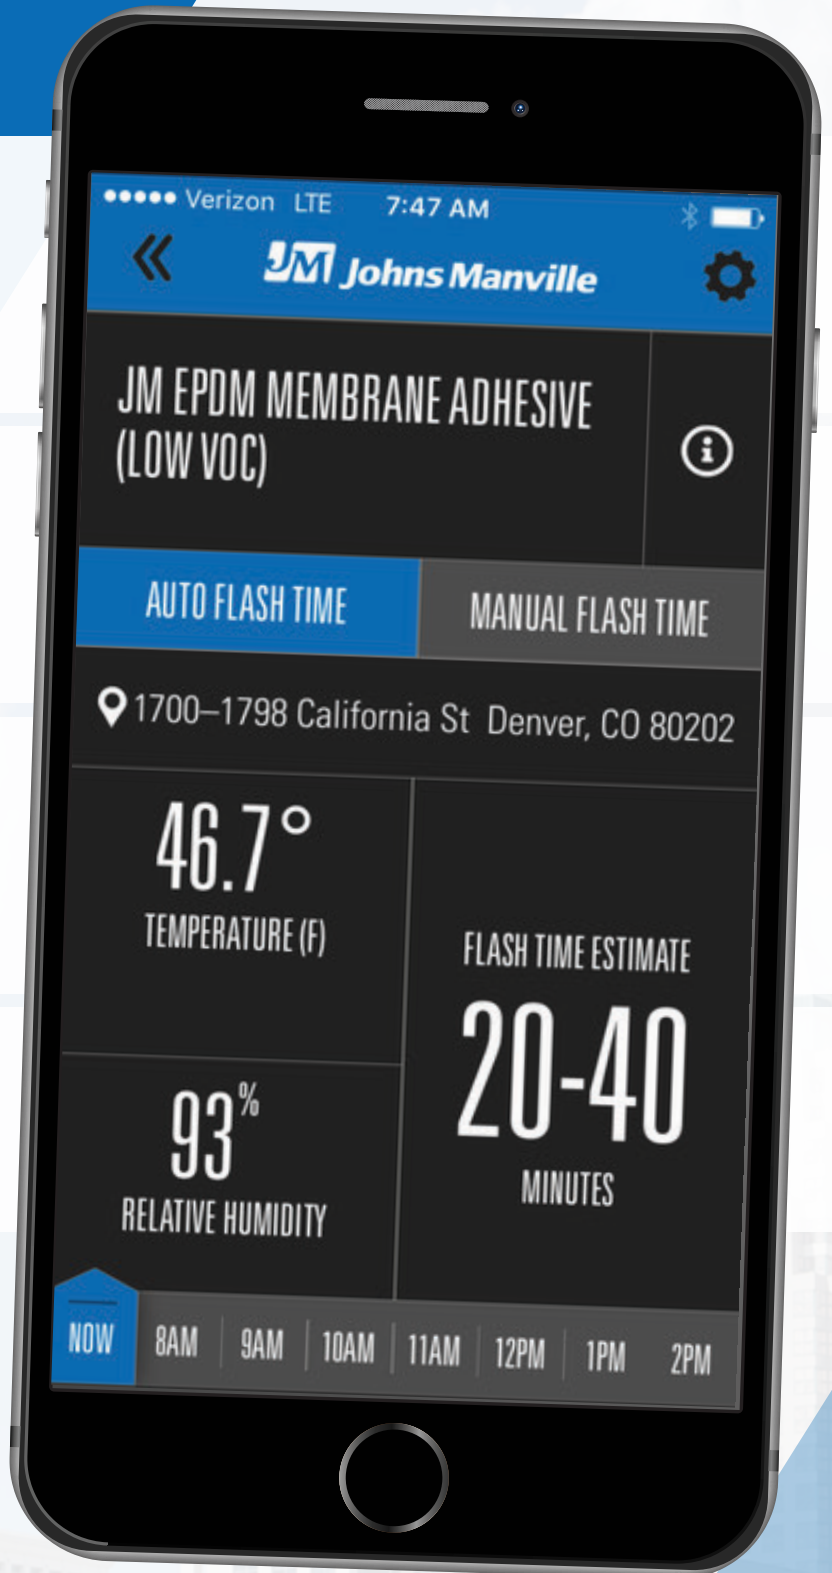 Verizon LTE 7:47 AM
JM Johns Manville
JM EPDM MEMBRANE ADHESIVE
(LOW VOC)
AUTO FLASH TIME MANUAL FLASH TIME
1700–1798 California St Denver, CO 80202
46.7°
TEMPERATURE (F)
FLASH TIME ESTIMATE
20-40
MINUTES
93%
RELATIVE HUMIDITY
NOW 8AM 9AM 10AM 11AM 12PM 1PM 2PM